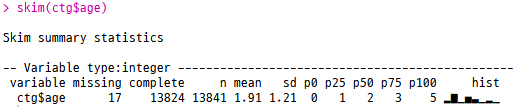 > skim(ctg$age)
Skim summary statistics
-- Variable type:integer ------------------------------------------------
variable missing complete n mean sd p0 p25 p50 p75 p100 hist
ctg$age 17 13824 13841 1.91 1.21 0 1 2 3 5 ▂▇▁▅▃▁▂▁